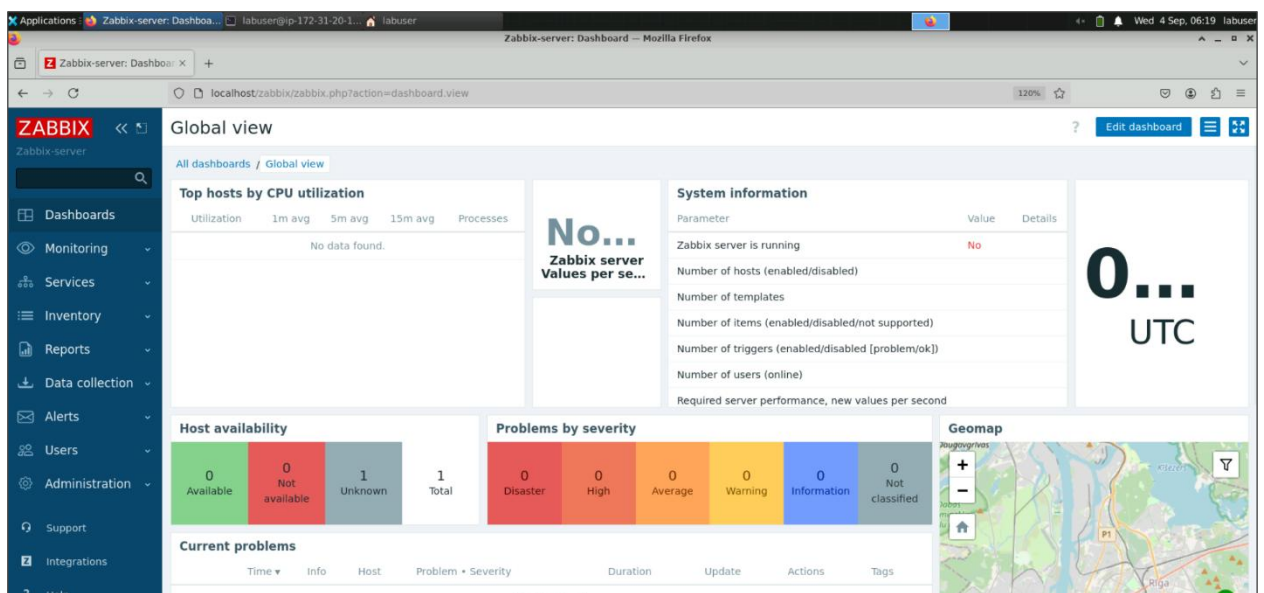 Applications Zabbix-server: Dashboa... labuser@ip-172-31-20-1... labuser Wed 4 Sep, 06:19 labuser
Zabbix-server: Dashboard — Mozilla Firefox
Z Zabbix-server: Dashboar × +
localhost/zabbix/zabbix.php?action=dashboard.view 120%
ZABBIX
Zabbix-server
Dashboards
Monitoring
Services
Inventory
Reports
Data collection
Alerts
Users
Administration
Support
Z Integrations
Global view
? Edit dashboard
All dashboards / Global view
Top hosts by CPU utilization
Utilization 1m avg 5m avg 15m avg Processes
No data found.
No...
Zabbix server
Values per se...
System information
Parameter Value Details
Zabbix server is running No
Number of hosts (enabled/disabled)
Number of templates
Number of items (enabled/disabled/not supported)
Number of triggers (enabled/disabled [problem/ok])
Number of users (online)
Required server performance, new values per second
0...
UTC
Host availability
0
Available
0
Not
available
1
Unknown
1
Total
Problems by severity
0
Disaster
0
High
0
Average
0
Warning
0
Information
0
Not
classified
Geomap
+
−
P1
Rīga
Current problems
Time ▾ Info Host Problem • Severity Duration Update Actions Tags